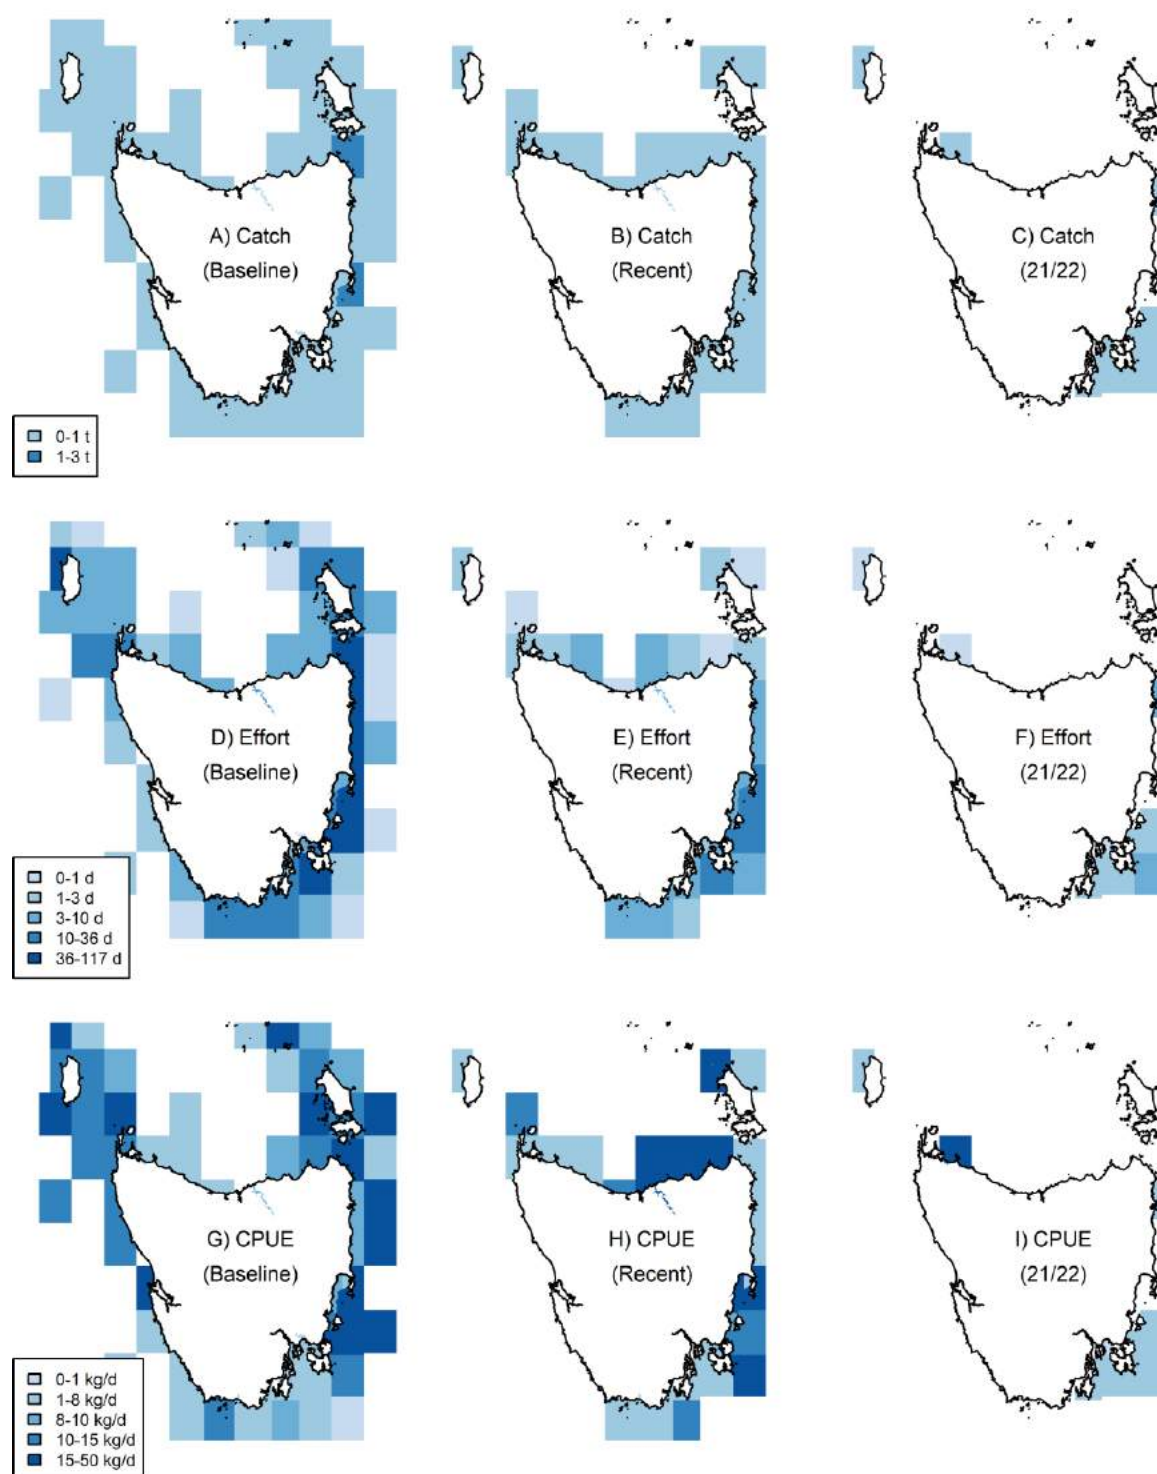 A) Catch
(Baseline)
B) Catch
(Recent)
C) Catch
(21/22)
0-1 t
1-3 t
D) Effort
(Baseline)
E) Effort
(Recent)
F) Effort
(21/22)
0-1 d
1-3 d
3-10 d
10-36 d
36-117 d
G) CPUE
(Baseline)
H) CPUE
(Recent)
I) CPUE
(21/22)
0-1 kg/d
1-8 kg/d
8-10 kg/d
10-15 kg/d
15-50 kg/d